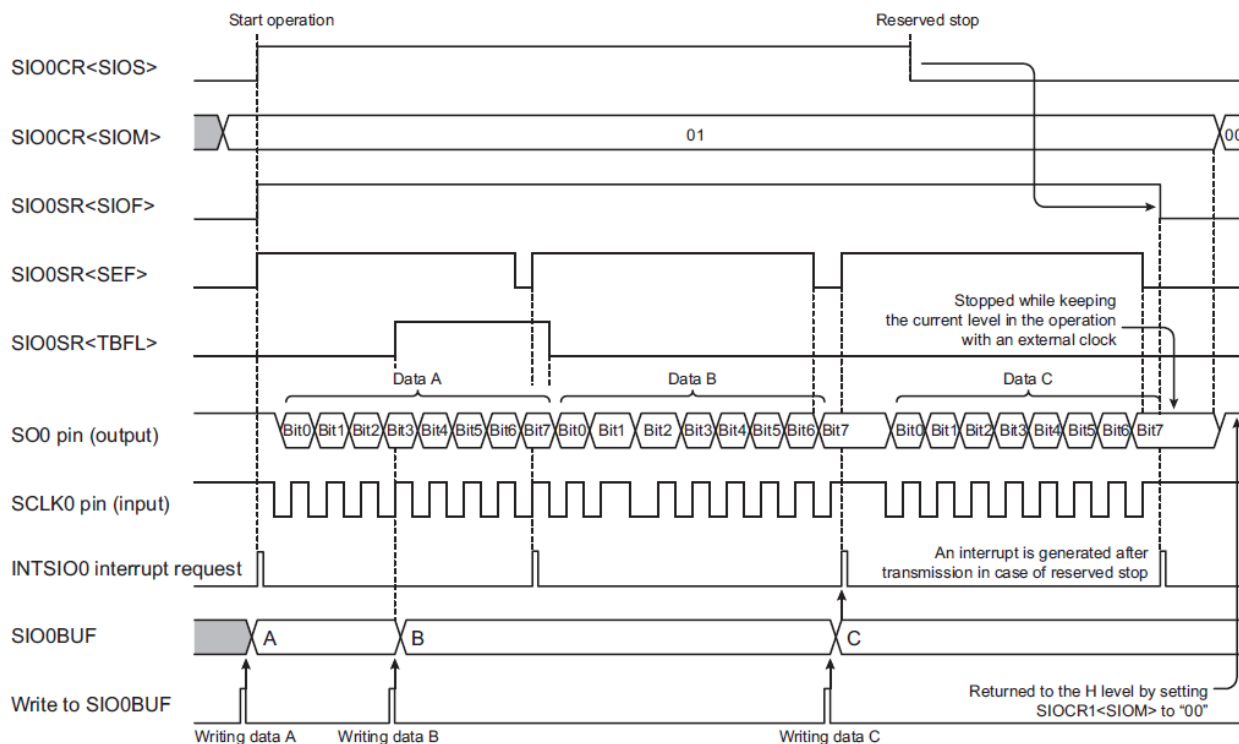 Start operation
Reserved stop
SIO0CR<SIOS>
SIO0CR<SIOM>
01
00
SIO0SR<SIOF>
SIO0SR<SEF>
Stopped while keeping
the current level in the operation
with an external clock
SIO0SR<TBFL>
Data A
Data B
Data C
SO0 pin (output)
Bit0 Bit1 Bit2 Bit3 Bit4 Bit5 Bit6 Bit7 Bit0 Bit1 Bit2 Bit3 Bit4 Bit5 Bit6 Bit7 Bit0 Bit1 Bit2 Bit3 Bit4 Bit5 Bit6 Bit7
SCLK0 pin (input)
INTSIO0 interrupt request
An interrupt is generated after
transmission in case of reserved stop
SIO0BUF
A
B
C
Write to SIO0BUF
Returned to the H level by setting
SIOCR1<SIOM> to “00”
Writing data A
Writing data B
Writing data C